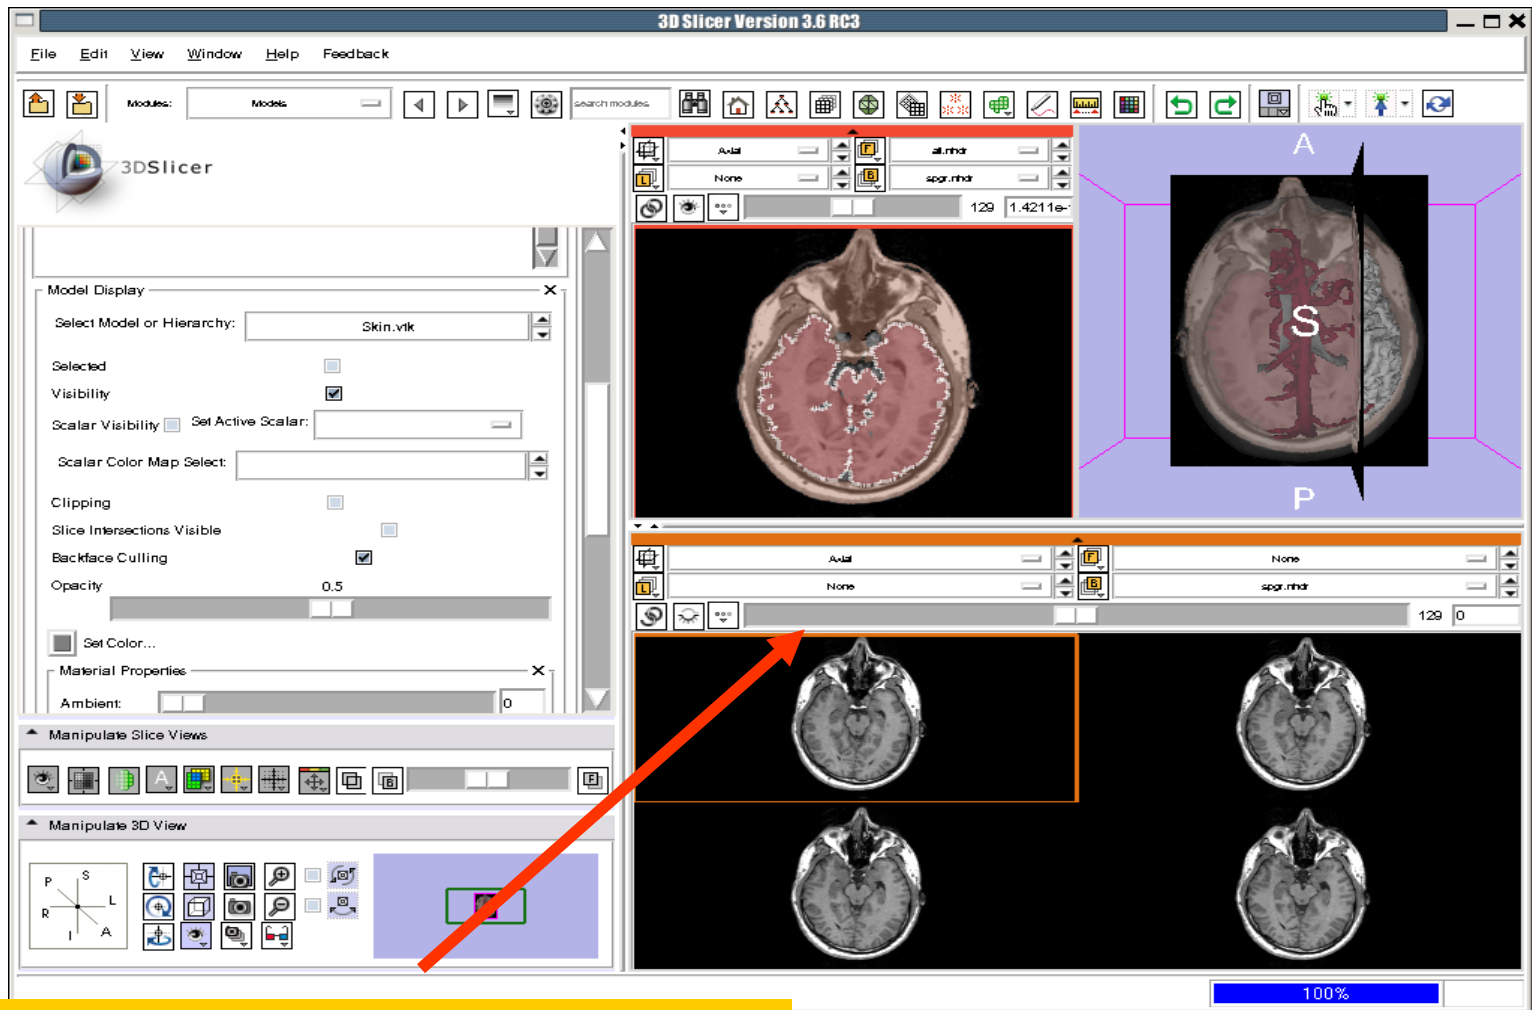 3D Slicer Version 3.6 RC3
File Edit View Window Help Feedback
Modules: Models search modules
3DSlicer
Model Display
Select Model or Hierarchy: Skin.vtk
Selected
Visibility
Scalar Visibility Set Active Scalar:
Scalar Color Map Select:
Clipping
Slice Intersections Visible
Backface Culling
Opacity 0.5
Set Color...
Material Properties
Ambient: 0
Manipulate Slice Views
A B F
Manipulate 3D View
P S
R L
I A
Axial F all.nhdr
L None B spgr.nhdr
129 1.4211e-
A
S
P
Axial F None
L None B spgr.nhdr
129 0
100%